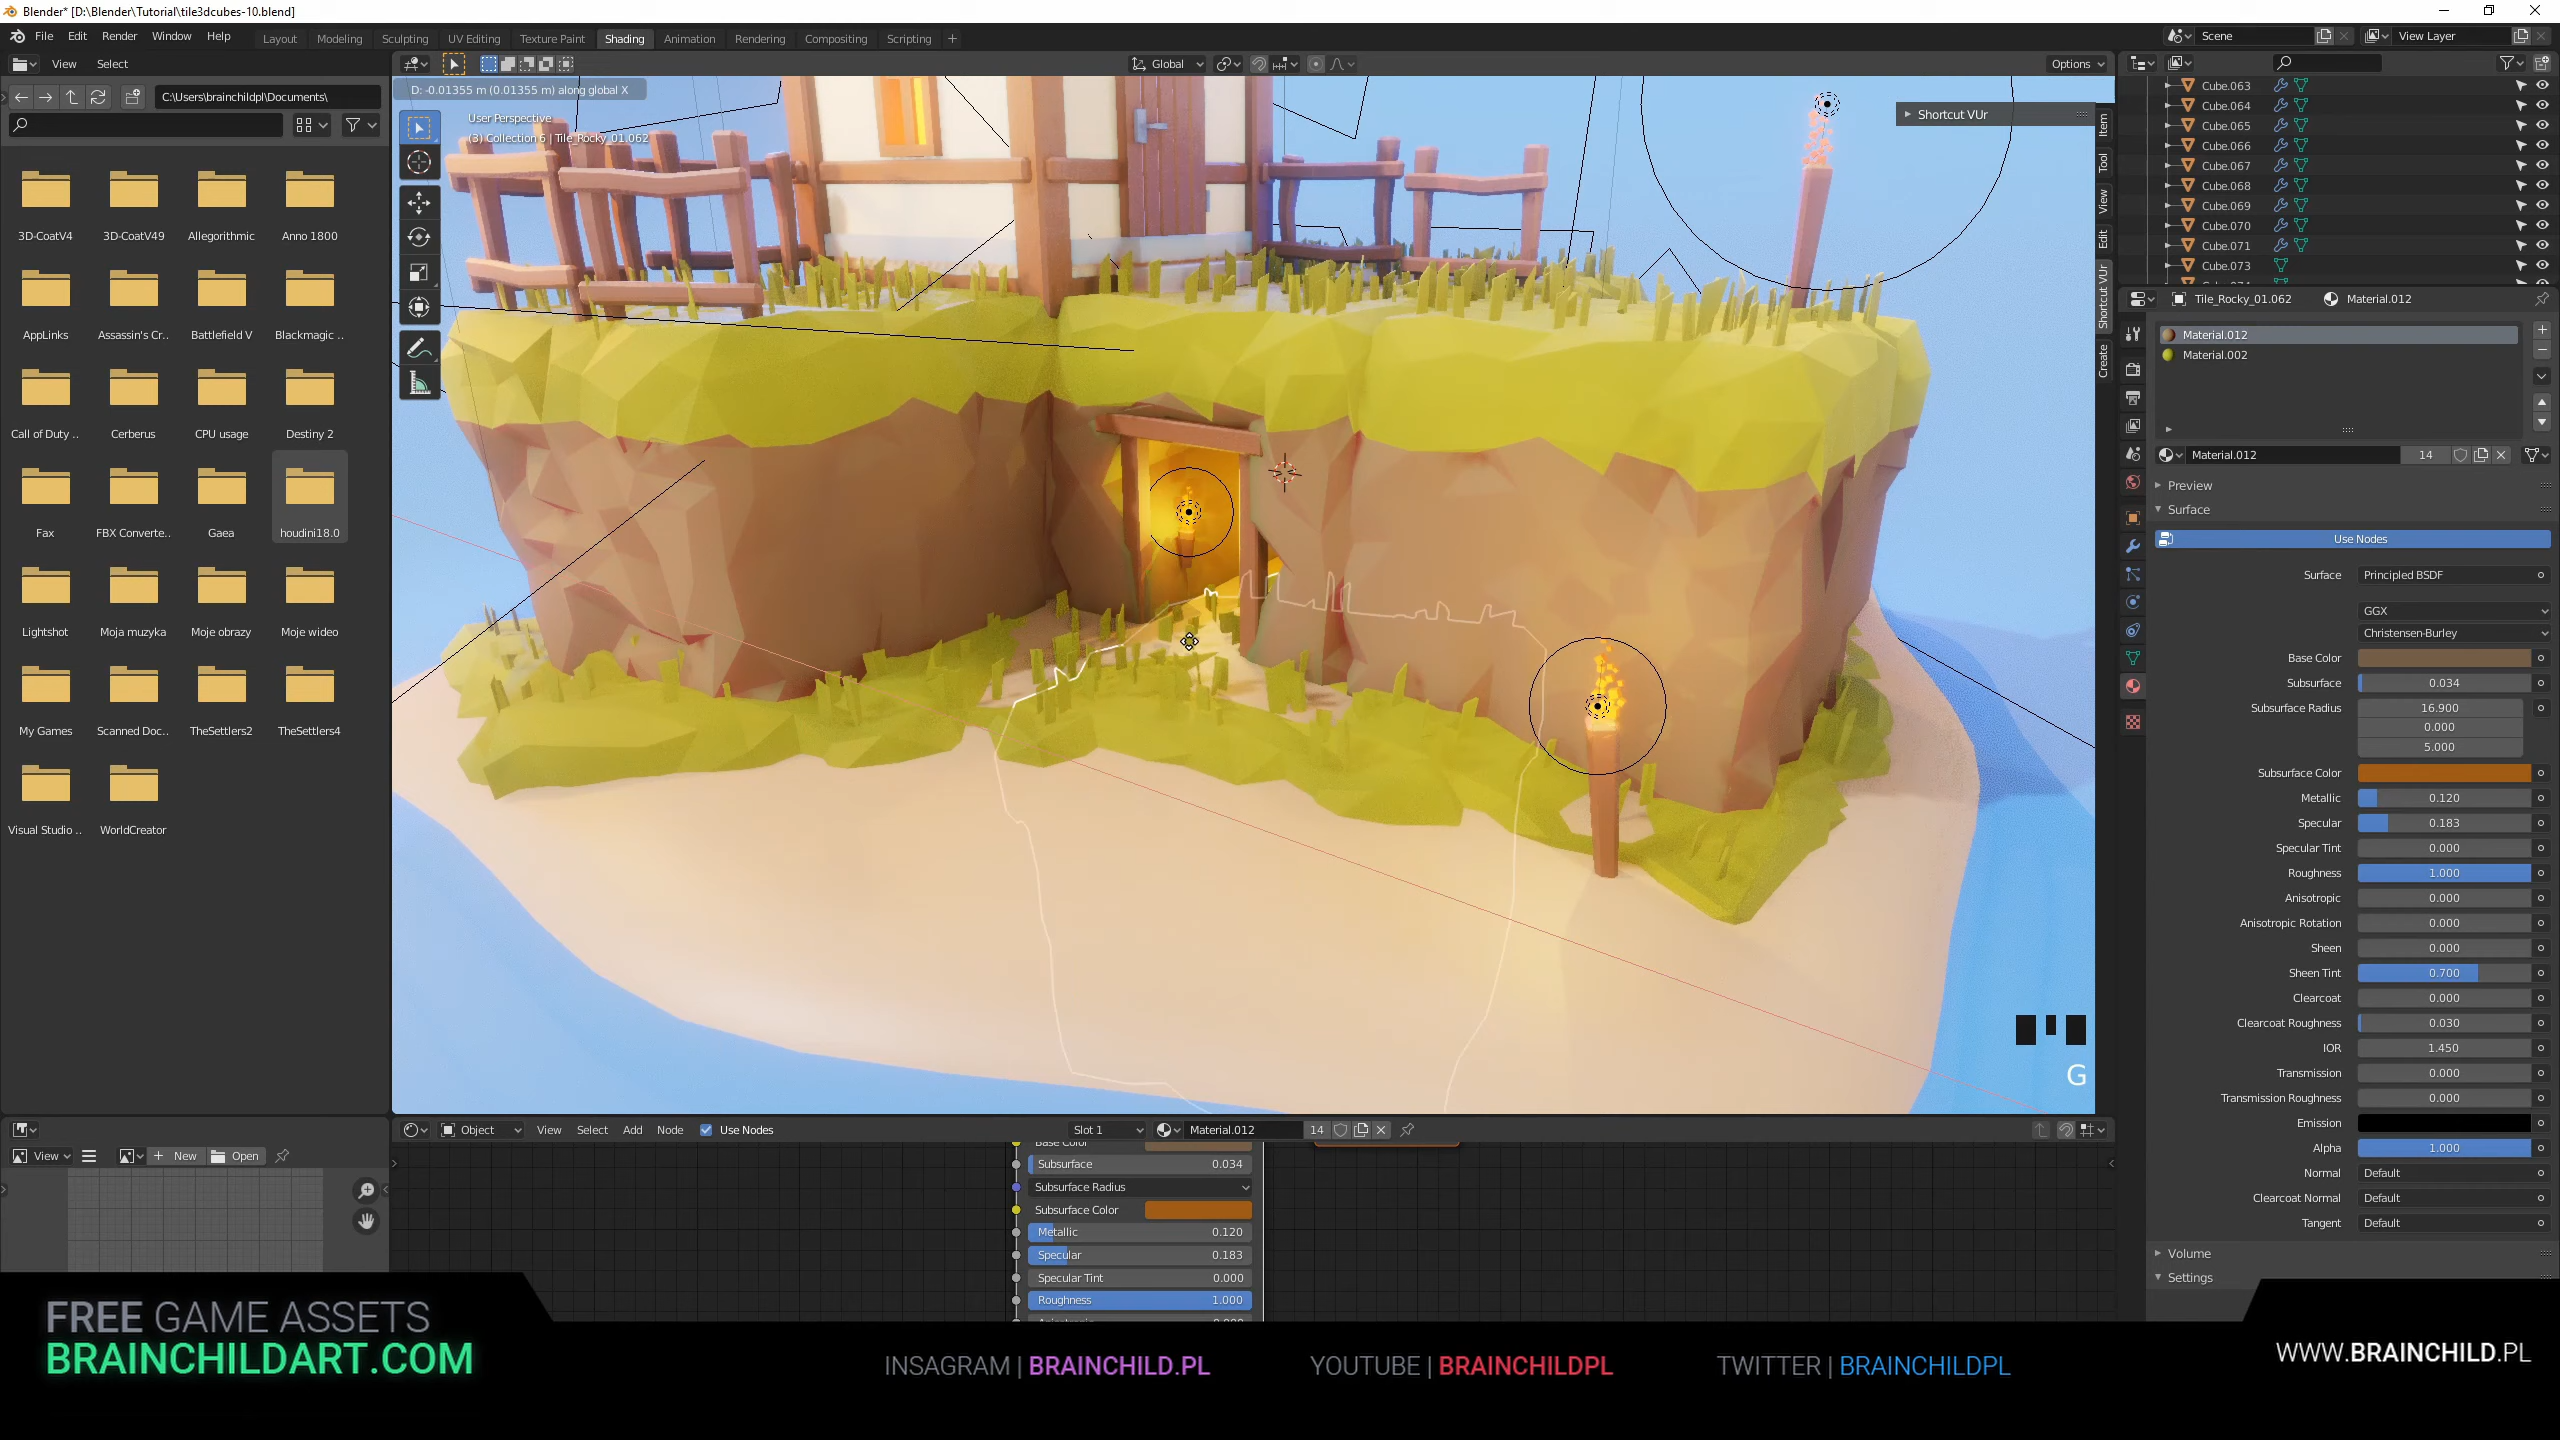 Blender* [D:\Blender\Tutorial\tile3dcubes-10.blend]
File Edit Render Window Help
Layout Modeling Sculpting UV Editing Texture Paint Shading Animation Rendering Compositing Scripting
Scene
View Layer
View Select
Global
Options
C:\Users\brainchildpl\Documents\
3D-CoatV4 3D-CoatV49 Allegorithmic Anno 1800
AppLinks Assassin's Cr.. Battlefield V Blackmagic ..
Call of Duty .. Cerberus CPU usage Destiny 2
Fax FBX Converte.. Gaea houdini18.0
Lightshot Moja muzyka Moje obrazy Moje wideo
My Games Scanned Doc.. TheSettlers2 TheSettlers4
Visual Studio .. WorldCreator
D: -0.01355 m (0.01355 m) along global X
User Perspective
(3) Collection 6 | Tile_Rocky_01.062
Shortcut VUr
Item
Tool
View
Edit
Shortcut VUr
Create
G
Cube.063
Cube.064
Cube.065
Cube.066
Cube.067
Cube.068
Cube.069
Cube.070
Cube.071
Cube.073
Tile_Rocky_01.062 Material.012
Material.012
Material.002
Material.012 14
Preview
Surface
Use Nodes
Surface Principled BSDF
GGX
Christensen-Burley
Base Color
Subsurface 0.034
Subsurface Radius 16.900
0.000
5.000
Subsurface Color
Metallic 0.120
Specular 0.183
Specular Tint 0.000
Roughness 1.000
Anisotropic 0.000
Anisotropic Rotation 0.000
Sheen 0.000
Sheen Tint 0.700
Clearcoat 0.000
Clearcoat Roughness 0.030
IOR 1.450
Transmission 0.000
Transmission Roughness 0.000
Emission
Alpha 1.000
Normal Default
Clearcoat Normal Default
Tangent Default
Volume
Settings
View New Open
Object View Select Add Node Use Nodes Slot 1 Material.012 14
Base Color
Subsurface 0.034
Subsurface Radius
Subsurface Color
Metallic 0.120
Specular 0.183
Specular Tint 0.000
Roughness 1.000
FREE GAME ASSETS
BRAINCHILDART.COM
INSAGRAM | BRAINCHILD.PL
YOUTUBE | BRAINCHILDPL
TWITTER | BRAINCHILDPL
WWW.BRAINCHILD.PL